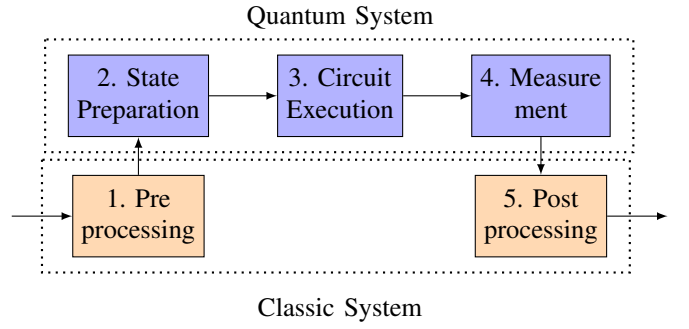 Quantum System
2. State
Preparation
3. Circuit
Execution
4. Measure
ment
1. Pre
processing
5. Post
processing
Classic System